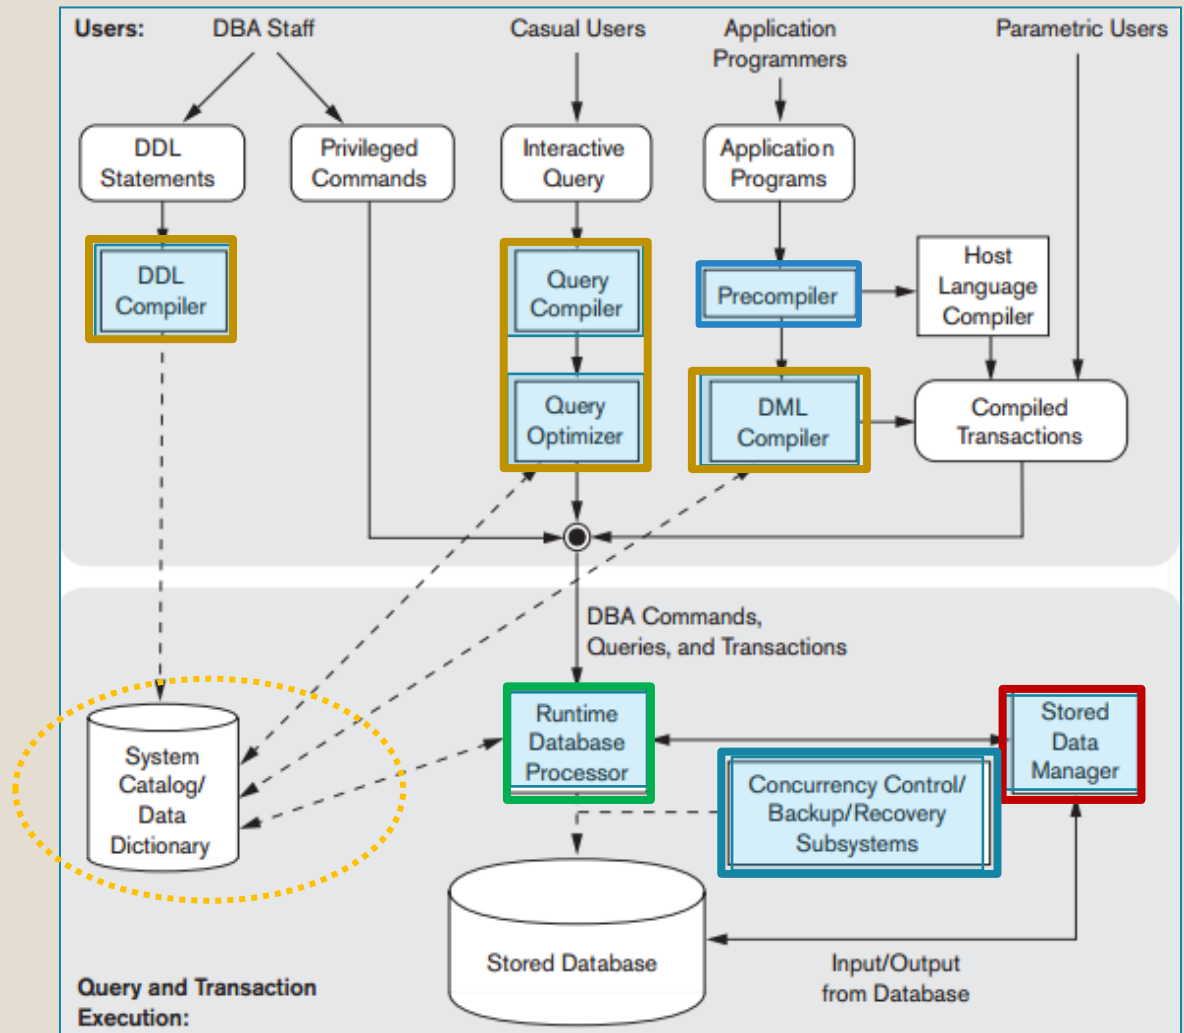 Users:
DBA Staff
Casual Users
Application
Programmers
Parametric Users
DDL
Statements
Privileged
Commands
Interactive
Query
Application
Programs
DDL
Compiler
Query
Compiler
Precompiler
Host
Language
Compiler
Query
Optimizer
DML
Compiler
Compiled
Transactions
DBA Commands,
Queries, and Transactions
System
Catalog/
Data
Dictionary
Runtime
Database
Processor
Stored
Data
Manager
Concurrency Control/
Backup/Recovery
Subsystems
Stored Database
Input/Output
from Database
Query and Transaction
Execution: